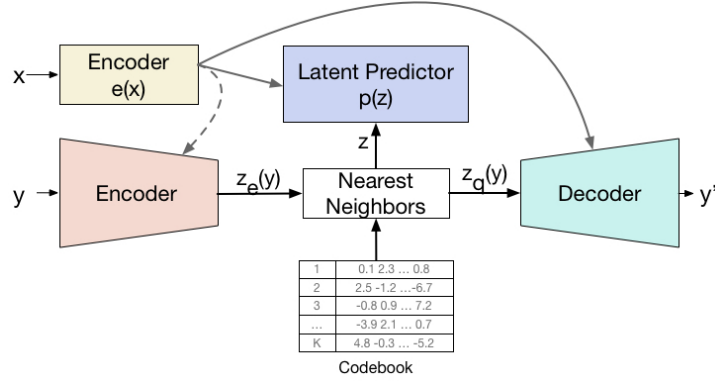 x
Encoder
e(x)
Latent Predictor
p(z)
z
y
Encoder
z_e(y)
Nearest
Neighbors
z_q(y)
Decoder
y'
1 0.1 2.3 ... 0.8
2 2.5 -1.2 ...-6.7
3 -0.8 0.9 ... 7.2
... -3.9 2.1 ... 0.7
K 4.8 -0.3 ... -5.2
Codebook